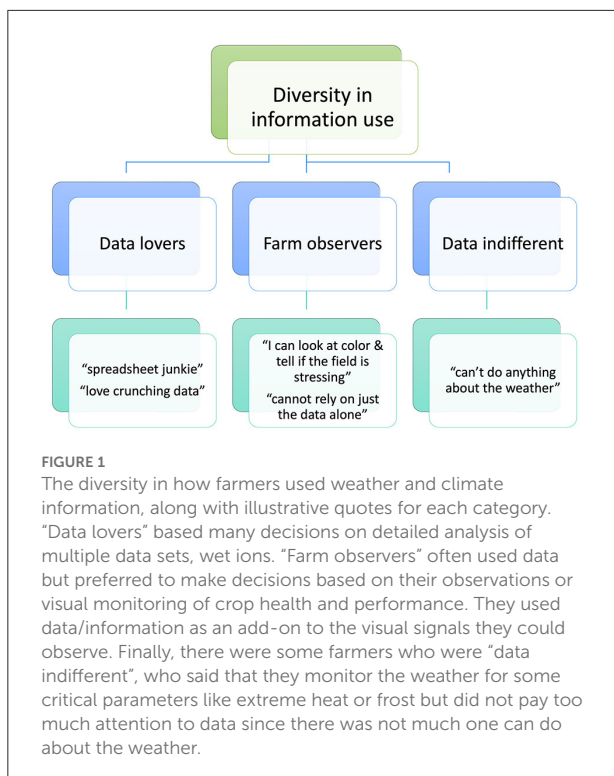 Diversity in
information use
Data lovers
Farm observers
Data indifferent
“spreadsheet junkie”
“love crunching data”
“I can look at color &
tell if the field is
stressing”
“cannot rely on just
the data alone”
“can’t do anything
about the weather”
FIGURE 1
The diversity in how farmers used weather and climate
information, along with illustrative quotes for each category.
“Data lovers” based many decisions on detailed analysis of
multiple data sets, wet ions. “Farm observers” often used data
but preferred to make decisions based on their observations or
visual monitoring of crop health and performance. They used
data/information as an add-on to the visual signals they could
observe. Finally, there were some farmers who were “data
indifferent”, who said that they monitor the weather for some
critical parameters like extreme heat or frost but did not pay too
much attention to data since there was not much one can do
about the weather.